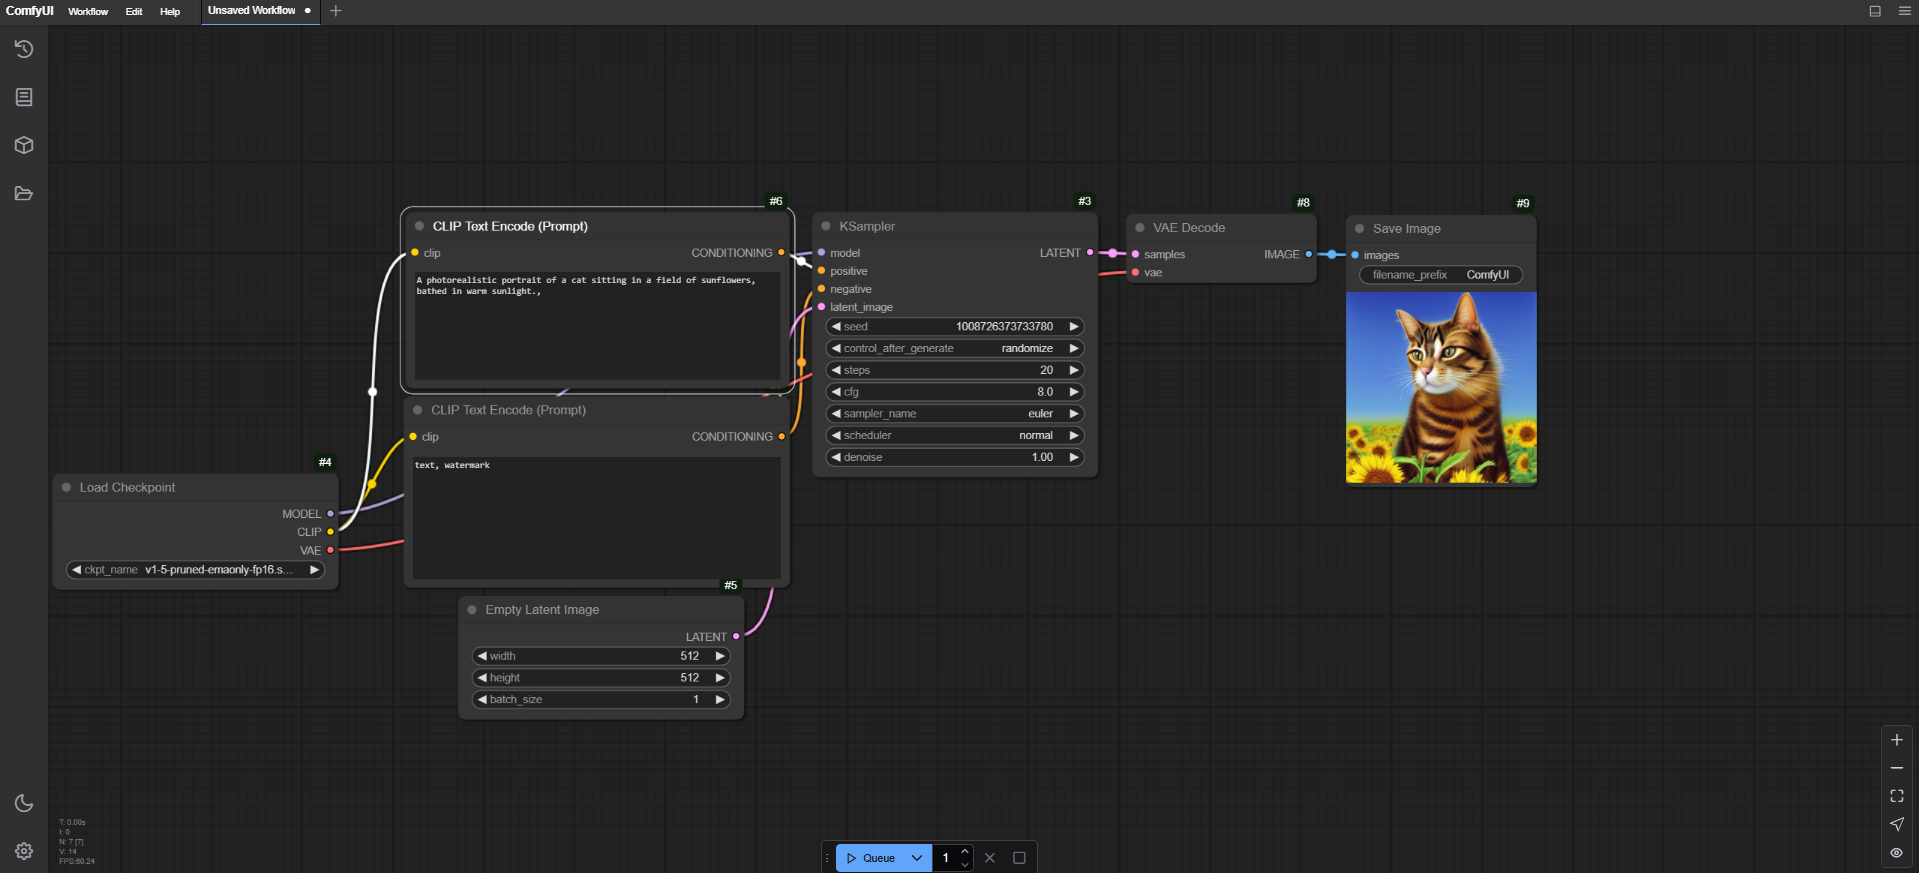 ComfyUI Workflow Edit Help Unsaved Workflow
#6
CLIP Text Encode (Prompt)
clip CONDITIONING
A photorealistic portrait of a cat sitting in a field of sunflowers,
bathed in warm sunlight.,
CLIP Text Encode (Prompt)
clip CONDITIONING
text, watermark
#4
Load Checkpoint
MODEL
CLIP
VAE
ckpt_name v1-5-pruned-emaonly-fp16.s...
#5
Empty Latent Image
LATENT
width 512
height 512
batch_size 1
#3
KSampler
model LATENT
positive
negative
latent_image
seed 1008726373733780
control_after_generate randomize
steps 20
cfg 8.0
sampler_name euler
scheduler normal
denoise 1.00
#8
VAE Decode
samples IMAGE
vae
#9
Save Image
images
filename_prefix ComfyUI
T: 0.00s
I: 0
N: 7 [7]
V: 14
FPS:60.24
Queue 1